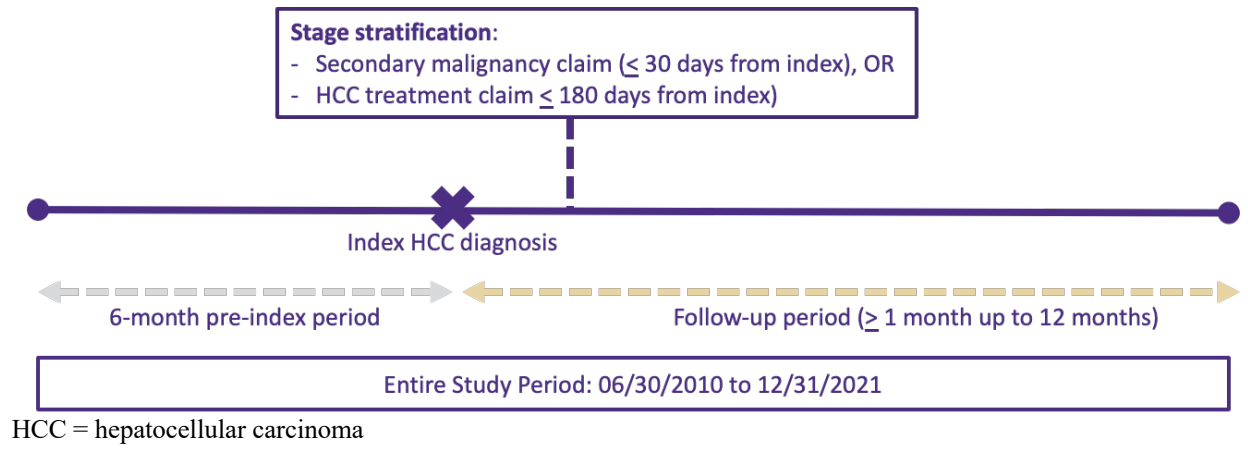 Stage stratification:
- Secondary malignancy claim (≤ 30 days from index), OR
- HCC treatment claim ≤ 180 days from index)
Index HCC diagnosis
6-month pre-index period
Follow-up period (≥ 1 month up to 12 months)
Entire Study Period: 06/30/2010 to 12/31/2021
HCC = hepatocellular carcinoma